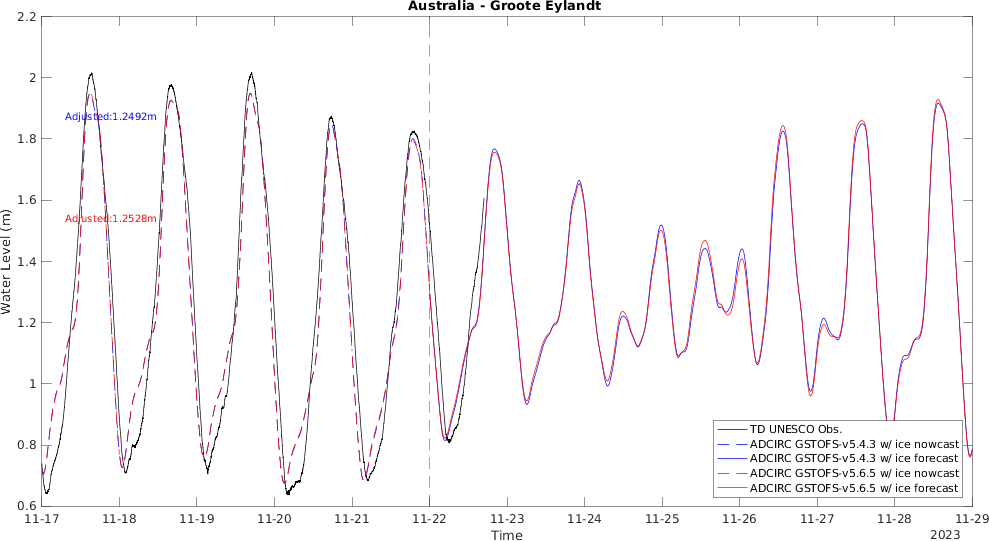 Australia - Groote Eylandt
2.2
2
1.8
1.6
1.4
1.2
1
0.8
0.6
Water Level (m)
Adjusted:1.2492m
Adjusted:1.2528m
TD UNESCO Obs.
ADCIRC GSTOFS-v5.4.3 w/ ice nowcast
ADCIRC GSTOFS-v5.4.3 w/ ice forecast
ADCIRC GSTOFS-v5.6.5 w/ ice nowcast
ADCIRC GSTOFS-v5.6.5 w/ ice forecast
11-17 11-18 11-19 11-20 11-21 11-22 11-23 11-24 11-25 11-26 11-27 11-28 11-29
Time
2023